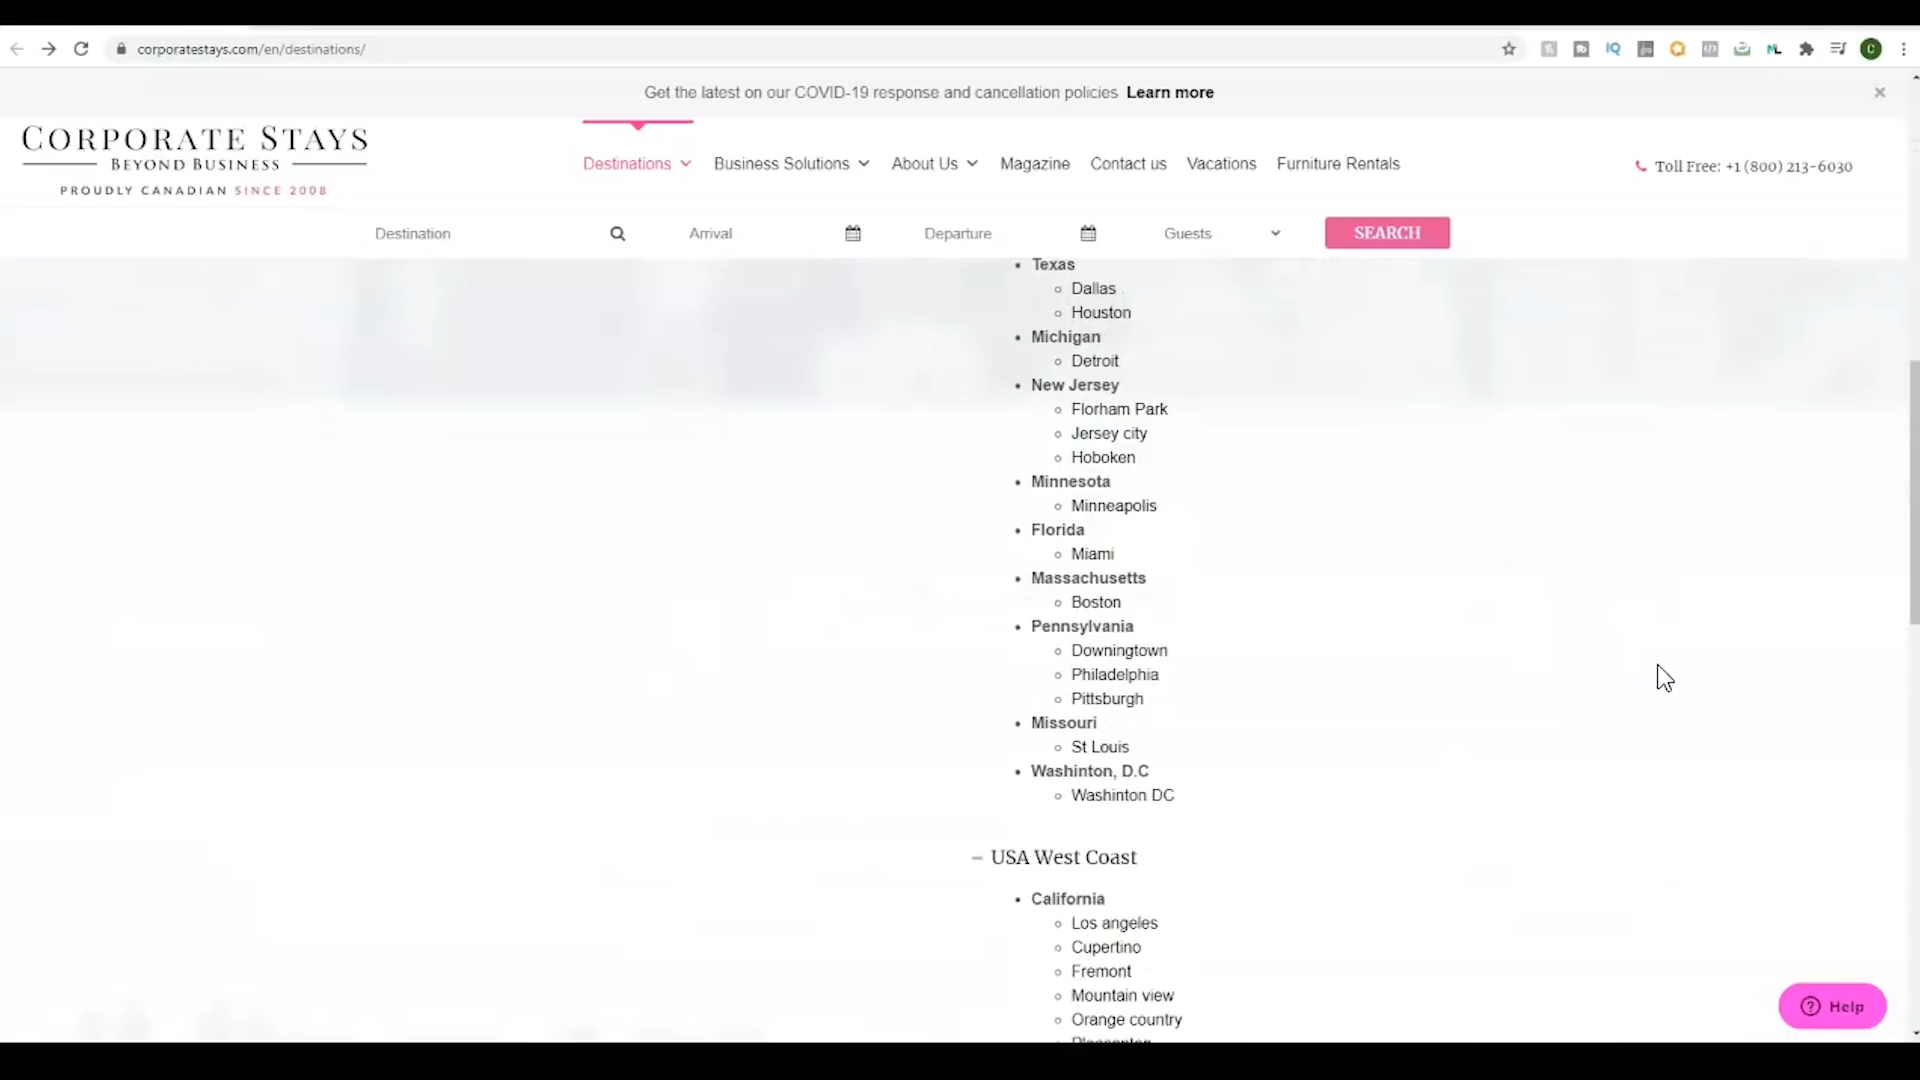 corporatestays.com/en/destinations/
IQ
C
Get the latest on our COVID-19 response and cancellation policies Learn more
CORPORATE STAYS
BEYOND BUSINESS
PROUDLY CANADIAN SINCE 2008
Destinations
Business Solutions
About Us
Magazine
Contact us
Vacations
Furniture Rentals
Toll Free: +1 (800) 213-6030
Destination
Arrival
Departure
Guests
SEARCH
Texas
Dallas
Houston
Michigan
Detroit
New Jersey
Florham Park
Jersey city
Hoboken
Minnesota
Minneapolis
Florida
Miami
Massachusetts
Boston
Pennsylvania
Downingtown
Philadelphia
Pittsburgh
Missouri
St Louis
Washinton, D.C
Washinton DC
– USA West Coast
California
Los angeles
Cupertino
Fremont
Mountain view
Orange country
Help